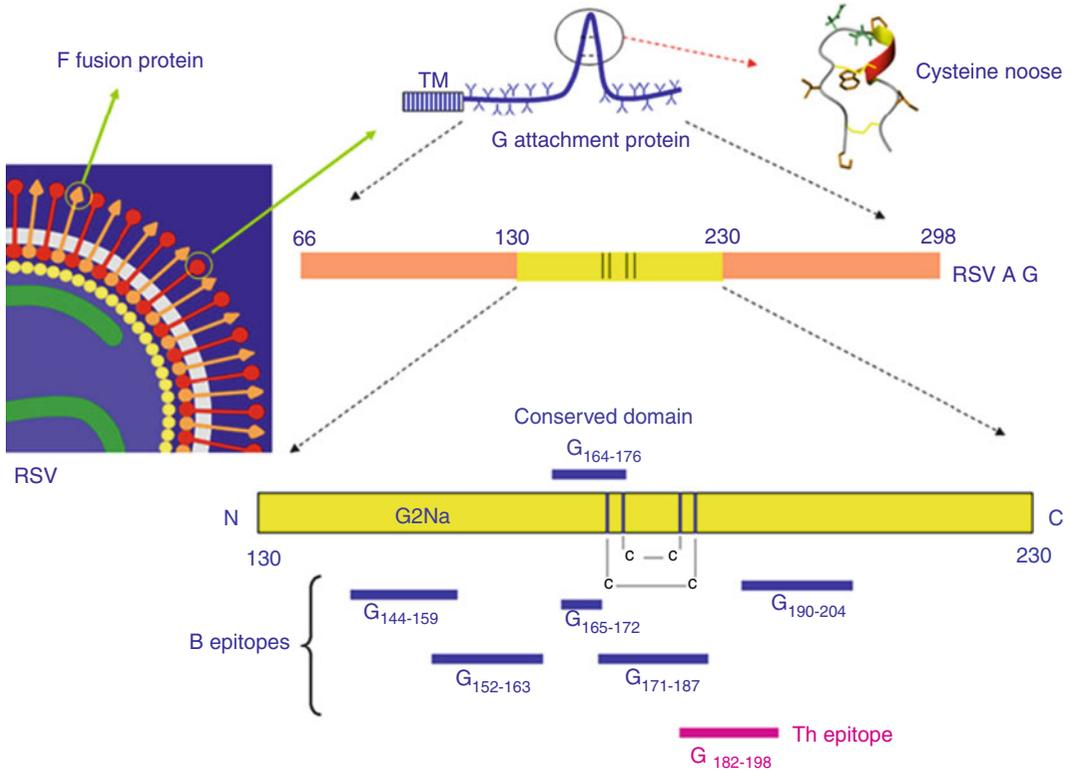 F fusion protein
TM
Cysteine noose
G attachment protein
66 130 230 298
RSV A G
RSV
Conserved domain
G164-176
N G2Na C
130 230
C C
C C
G144-159
G165-172
G190-204
B epitopes
G152-163
G171-187
Th epitope
G 182-198